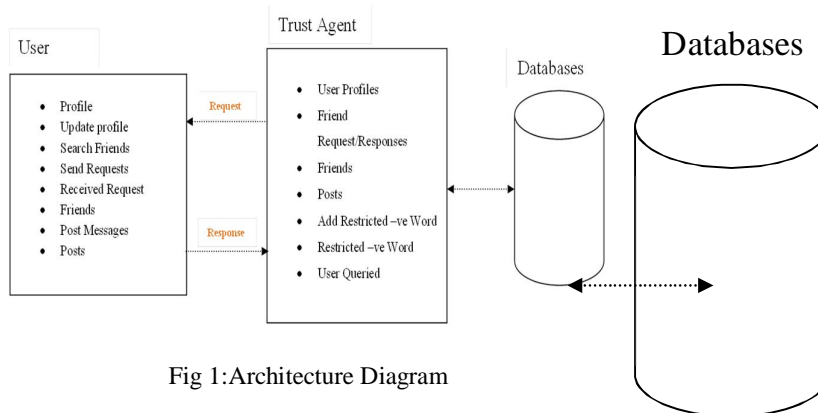 User
• Profile
• Update profile
• Search Friends
• Send Requests
• Received Request
• Friends
• Post Messages
• Posts
Request
Response
Trust Agent
• User Profiles
• Friend
Request/Responses
• Friends
• Posts
• Add Restricted –ve Word
• Restricted –ve Word
• User Queried
Databases
Databases
Fig 1:Architecture Diagram